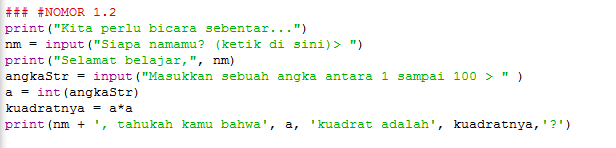 ### #NOMOR 1.2
print("Kita perlu bicara sebentar...")
nm = input("Siapa namamu? (ketik di sini)> ")
print("Selamat belajar,", nm)
angkaStr = input("Masukkan sebuah angka antara 1 sampai 100 > " )
a = int(angkaStr)
kuadratnya = a*a
print(nm + ', tahukah kamu bahwa', a, 'kuadrat adalah', kuadratnya,'?')